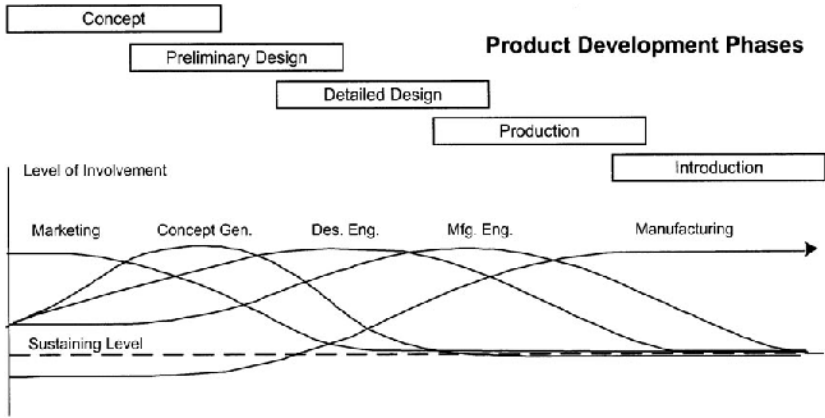 Concept
Preliminary Design
Product Development Phases
Detailed Design
Production
Introduction
Level of Involvement
Marketing
Concept Gen.
Des. Eng.
Mfg. Eng.
Manufacturing
Sustaining Level